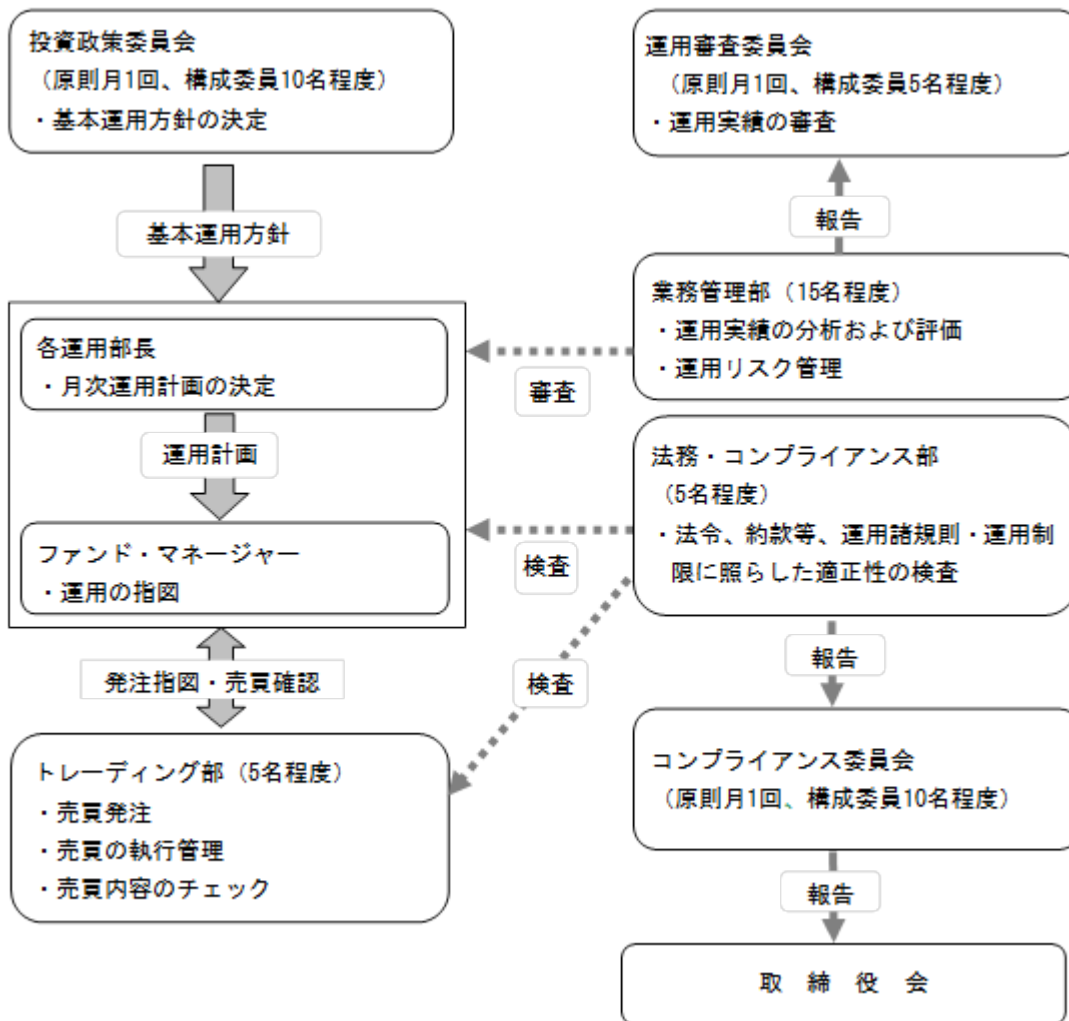 投資政策委員会
（原則月1回、構成委員10名程度）
・基本運用方針の決定
基本運用方針
各運用部長
・月次運用計画の決定
運用計画
ファンド・マネージャー
・運用の指図
発注指図・売買確認
トレーディング部（5名程度）
・売買発注
・売買の執行管理
・売買内容のチェック
運用審査委員会
（原則月1回、構成委員5名程度）
・運用実績の審査
報告
業務管理部（15名程度）
・運用実績の分析および評価
・運用リスク管理
審査
法務・コンプライアンス部
（5名程度）
・法令、約款等、運用諸規則・運用制
限に照らした適正性の検査
検査
検査
報告
コンプライアンス委員会
（原則月1回、構成委員10名程度）
報告
取　締　役　会